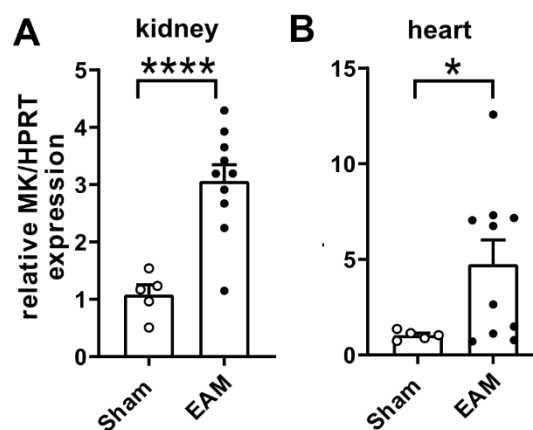 A
kidney
****
relative MK/HPRT
expression
5
4
3
2
1
0
Sham
EAM
B
heart
*
15
10
5
0
Sham
EAM